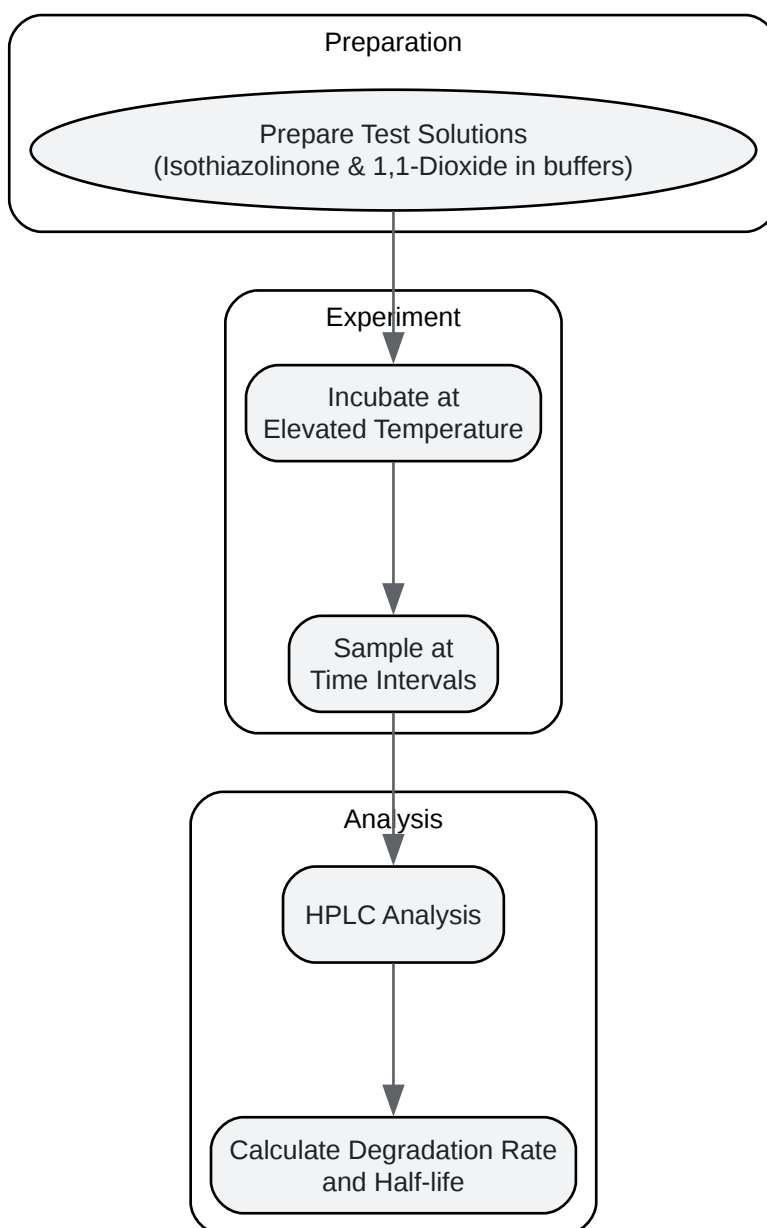 Preparation
Prepare Test Solutions
(Isothiazolinone & 1,1-Dioxide in buffers)
Experiment
Incubate at
Elevated Temperature
Sample at
Time Intervals
Analysis
HPLC Analysis
Calculate Degradation Rate
and Half-life